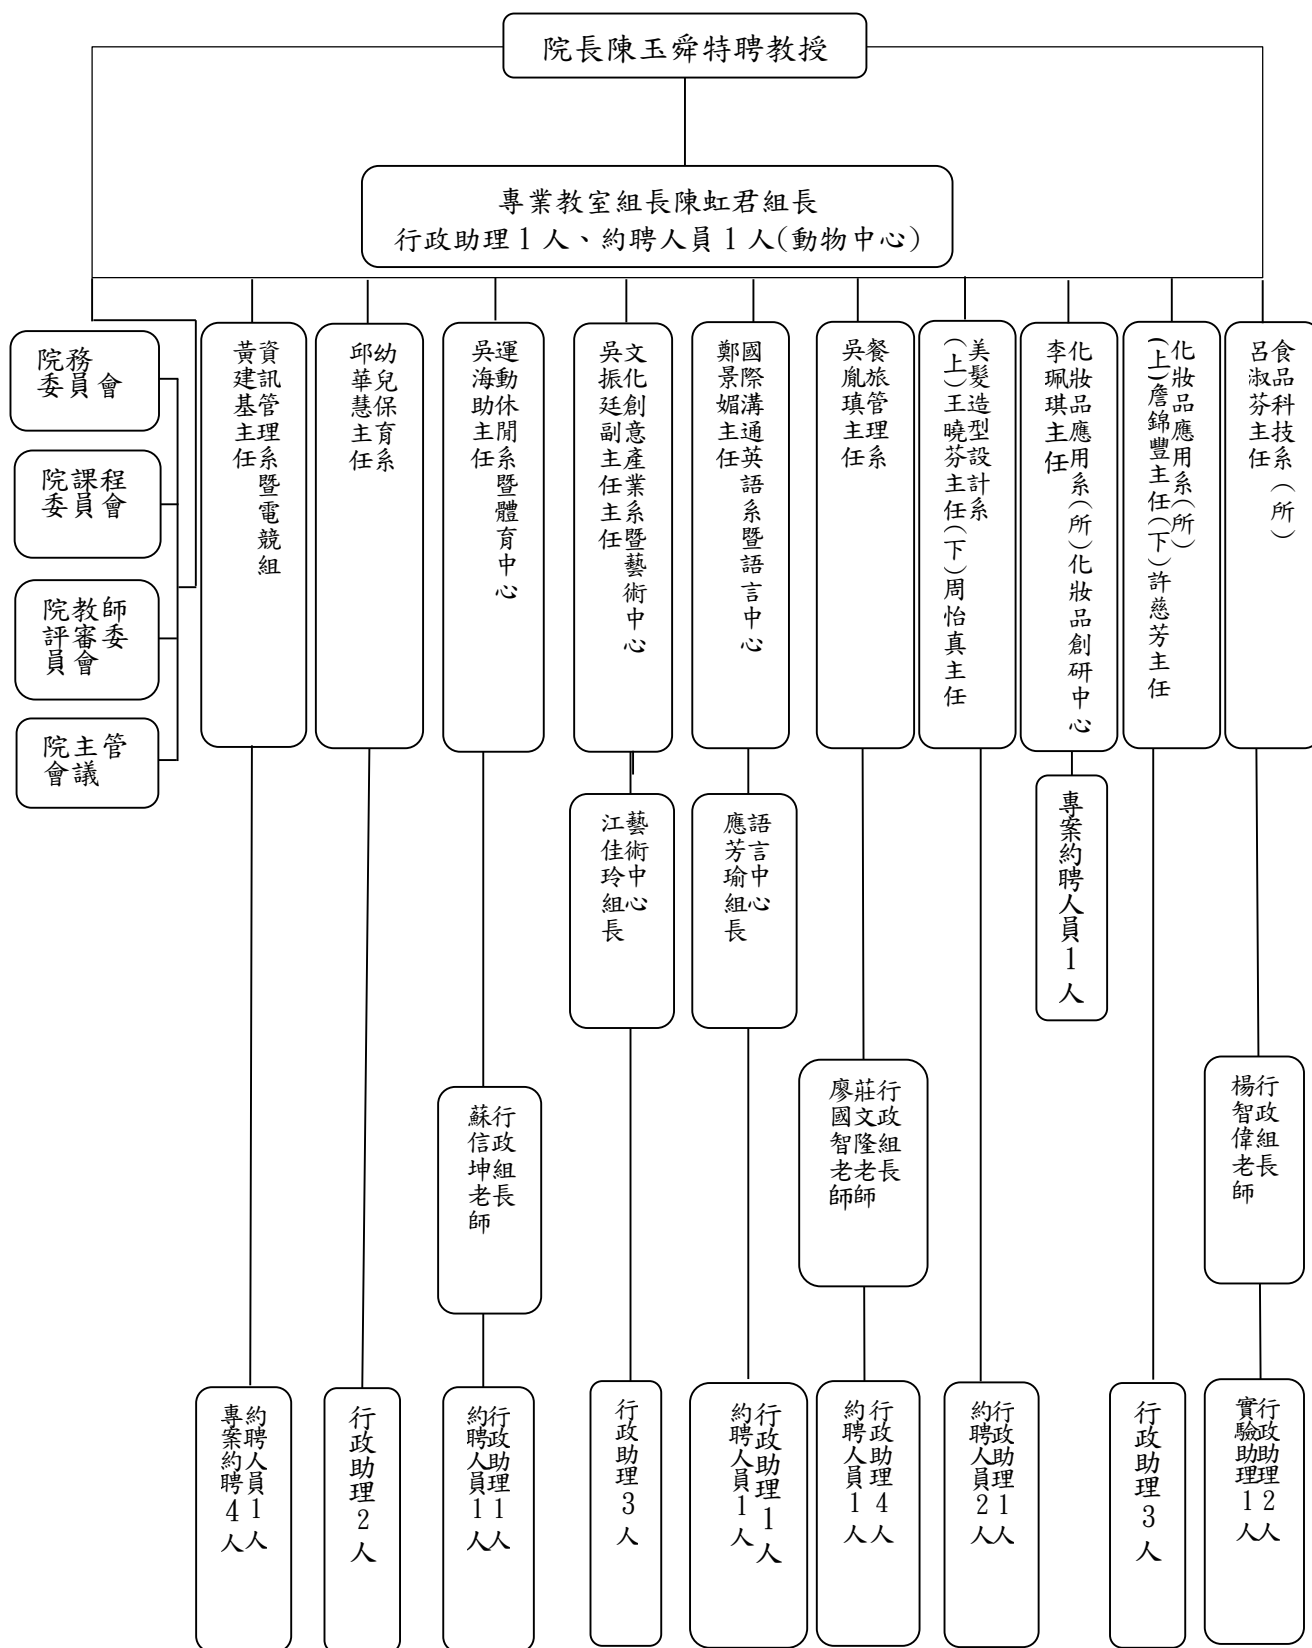 院長陳玉舜特聘教授
專業教室組長陳虹君組長
行政助理1人、約聘人員1人(動物中心)
院務
委員會
院課程
委員會
院教師
評審委
員會
院主管
會議
資訊管理系暨電競組
黃建基主任
幼兒保育系
邱華慧主任
運動休閒系暨體育中心
吳海助主任
文化創意產業系暨藝術中心
吳振廷副主任主任
國際溝通英語系暨語言中心
鄭景媚主任
餐旅管理系
吳胤瑱主任
美髮造型設計系
(上)王曉芬主任(下)周怡真主任
化妝品應用系(所)化妝品創研中心
李珮琪主任
化妝品應用系(所)
(上)詹錦豐主任(下)許慈芳主任
食品科技系(所)
呂淑芬主任
藝術中心
江佳玲組長
語言中心
應芳瑜組長
專案約聘人員1人
行政組長
蘇信坤老師
行政組長
莊文隆老師
廖國智老師
行政組長
楊智偉老師
約聘人員1人
專案約聘4人
行政助理2人
行政助理1人
約聘人員1人
行政助理3人
行政助理1人
約聘人員1人
行政助理4人
約聘人員1人
行政助理1人
約聘人員2人
行政助理3人
行政助理2人
實驗助理1人